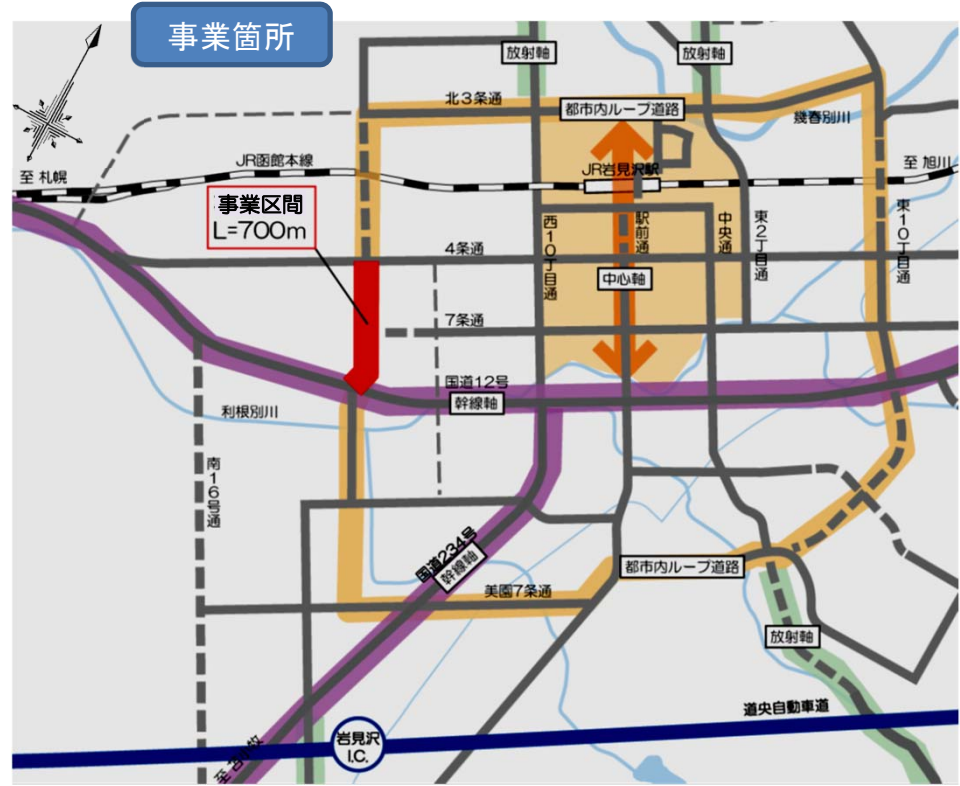 事業箇所
放射軸
放射軸
北3条通
都市内ループ道路
幾春別川
至 札幌
JR函館本線
JR岩見沢駅
至 旭川
事業区間
L=700m
西10丁目通
駅前通
中央通
東2丁目通
東10丁目通
4条通
中心軸
7条通
国道12号
幹線軸
利根別川
南16号通
国道234号
幹線軸
都市内ループ道路
美園7条通
放射軸
道央自動車道
岩見沢
I.C.
至 苫小牧